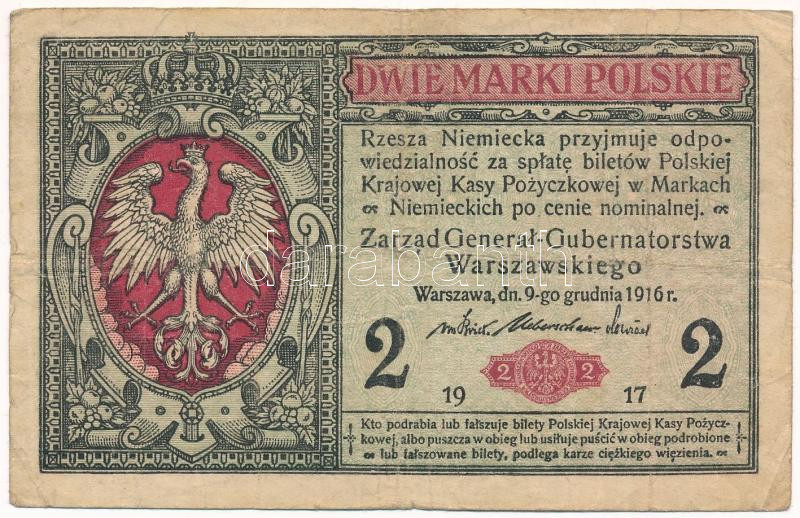 DWIE MARKI POLSKIE
Rzesza Niemiecka przyjmuje odpo-
wiedzialność za spłatę biletów Polskiej
Krajowej Kasy Pożyczkowej w Markach
Niemieckich po cenie nominalnej.
Zarząd Generał-Gubernatorstwa
Warszawskiego
Warszawa, dn. 9-go grudnia 1916 r.
2 2
2 2
19 17
Kto podrabia lub fałszuje bilety Polskiej Krajowej Kasy Pożycz-
kowej, albo puszcza w obieg lub usiłuje puścić w obieg podrobione
lub fałszowane bilety, podlega karze ciężkiego więzienia.
darabanth